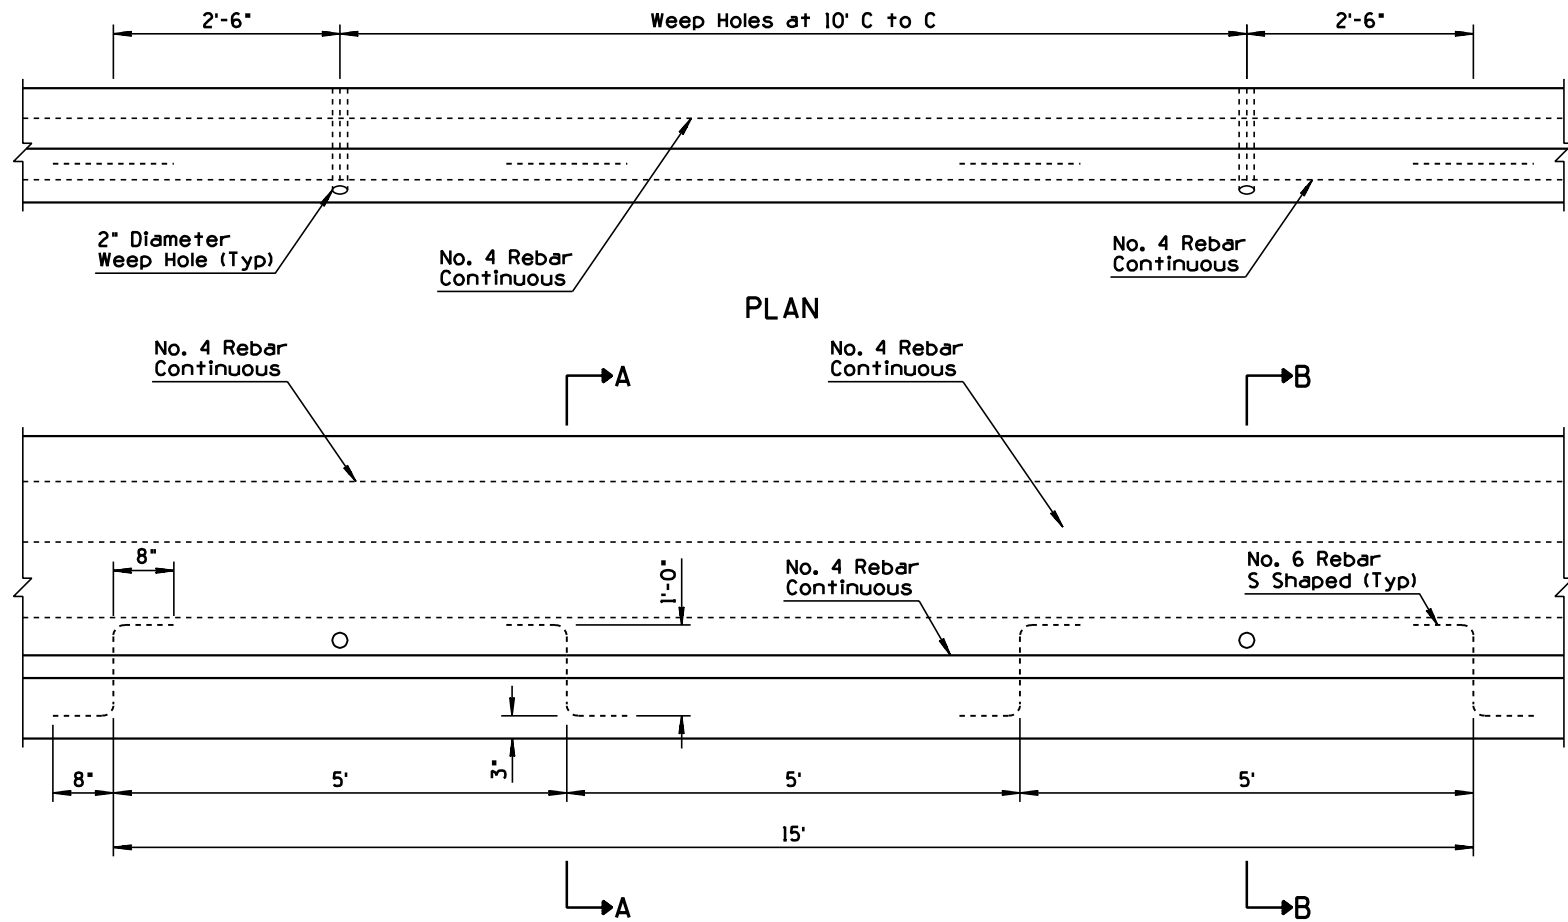 2'-6" Weep Holes at 10' C to C 2'-6"
2" Diameter
Weep Hole (Typ)
No. 4 Rebar
Continuous
No. 4 Rebar
Continuous
PLAN
No. 4 Rebar
Continuous
No. 4 Rebar
Continuous
A
B
8"
1'-0"
No. 4 Rebar
Continuous
No. 6 Rebar
S Shaped (Typ)
3"
8" 5' 5' 5'
15'
A
B